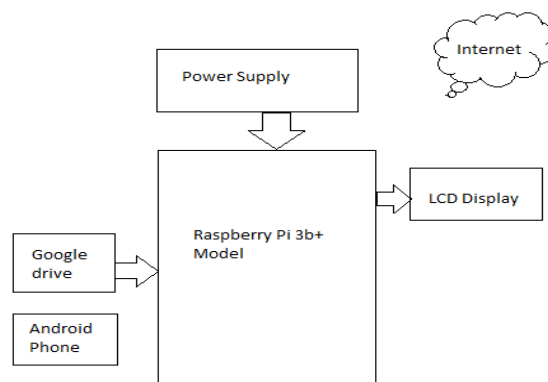 Internet
Power Supply
LCD Display
Raspberry Pi 3b+
Model
Google
drive
Android
Phone